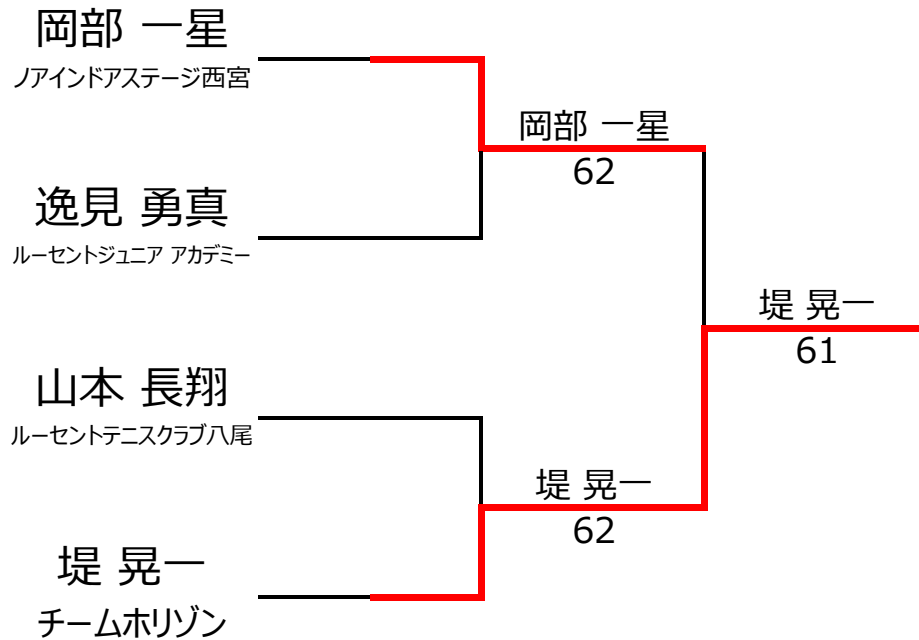 岡部 一星
ノアインドアステージ西宮
岡部 一星
62
逸見 勇真
ルーセントジュニア アカデミー
堤 晃一
61
山本 長翔
ルーセントテニスクラブ八尾
堤 晃一
62
堤 晃一
チームホリゾン